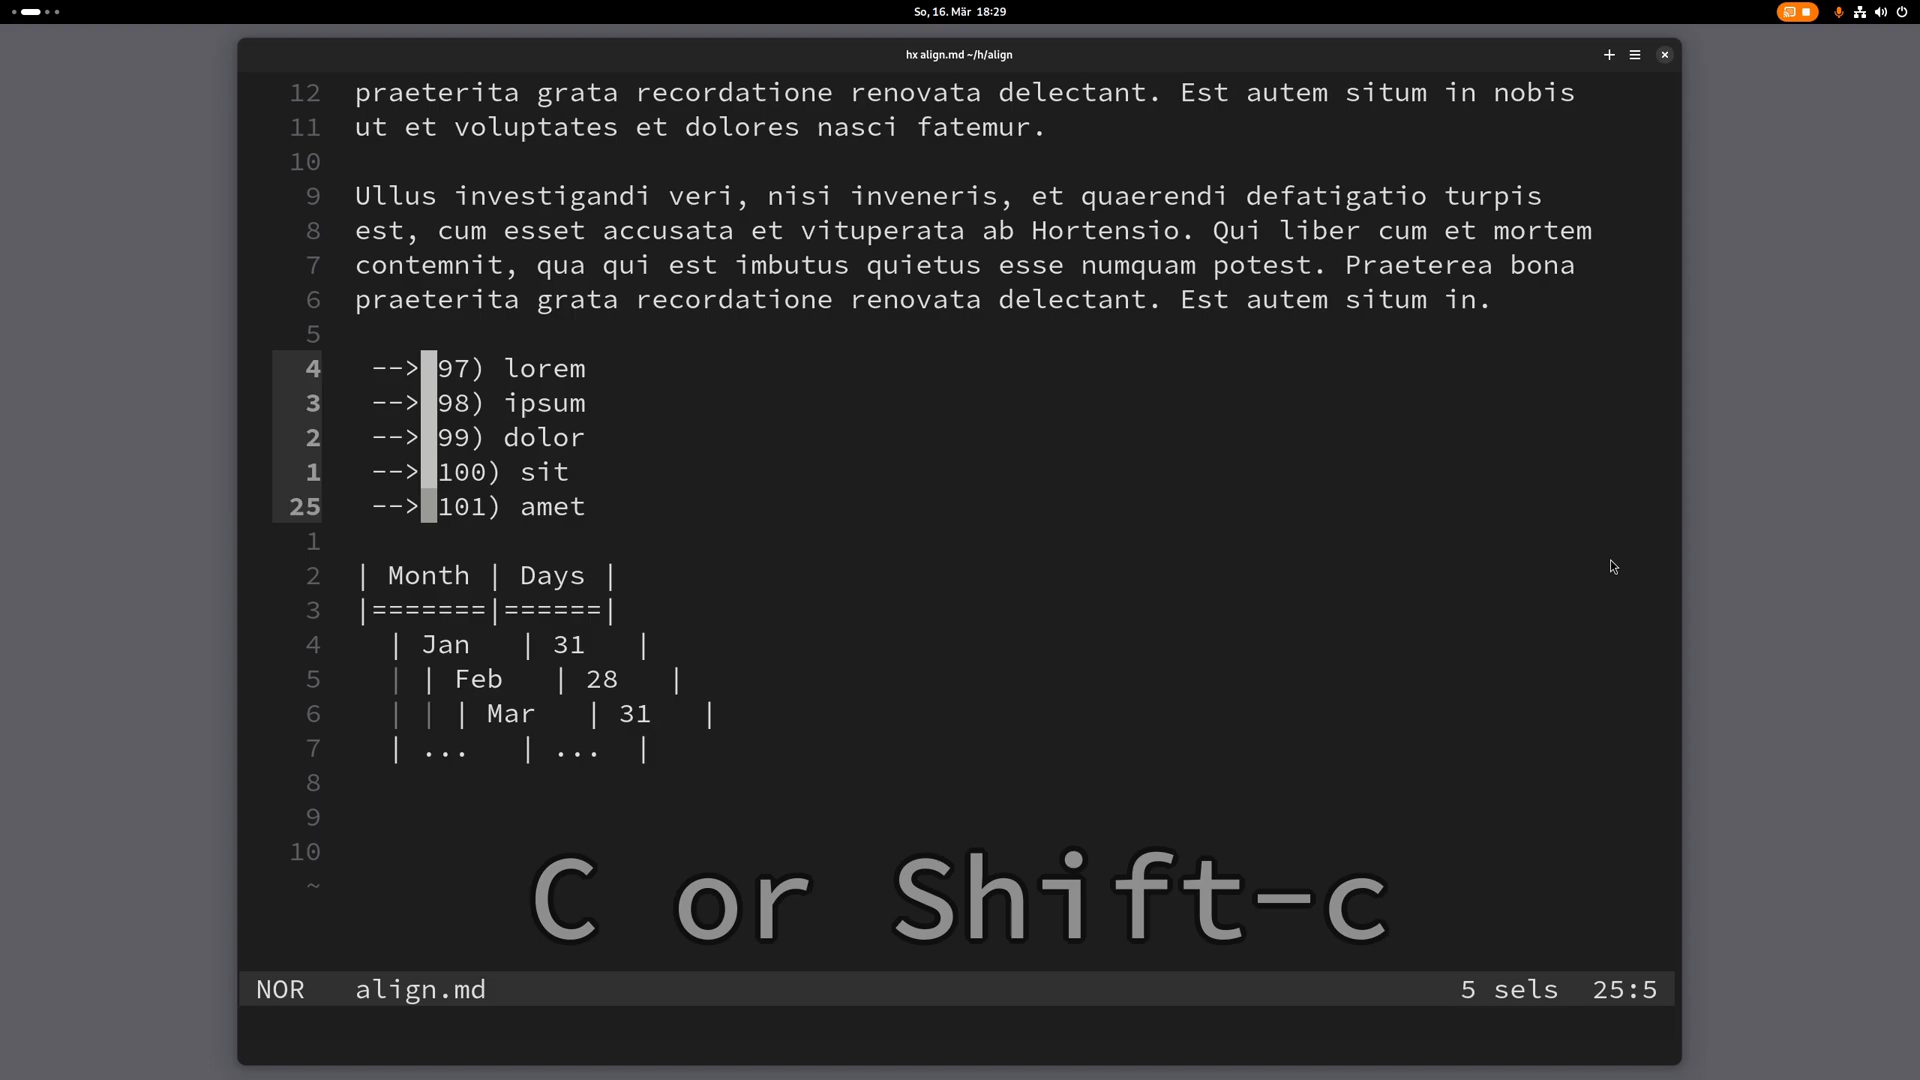 So, 16. Mär 18:29
hx align.md ~/h/align
12 praeterita grata recordatione renovata delectant. Est autem situm in nobis
11 ut et voluptates et dolores nasci fatemur.
10
9 Ullus investigandi veri, nisi inveneris, et quaerendi defatigatio turpis
8 est, cum esset accusata et vituperata ab Hortensio. Qui liber cum et mortem
7 contemnit, qua qui est imbutus quietus esse numquam potest. Praeterea bona
6 praeterita grata recordatione renovata delectant. Est autem situm in.
5
4 --> 97) lorem
3 --> 98) ipsum
2 --> 99) dolor
1 --> 100) sit
25 --> 101) amet
1
2 | Month | Days |
3 |=======|======|
4   | Jan   | 31   |
5   | | Feb   | 28   |
6   | | | Mar   | 31   |
7   | ...   | ...  |
8
9
10
~
C or Shift-c
NOR align.md 5 sels 25:5